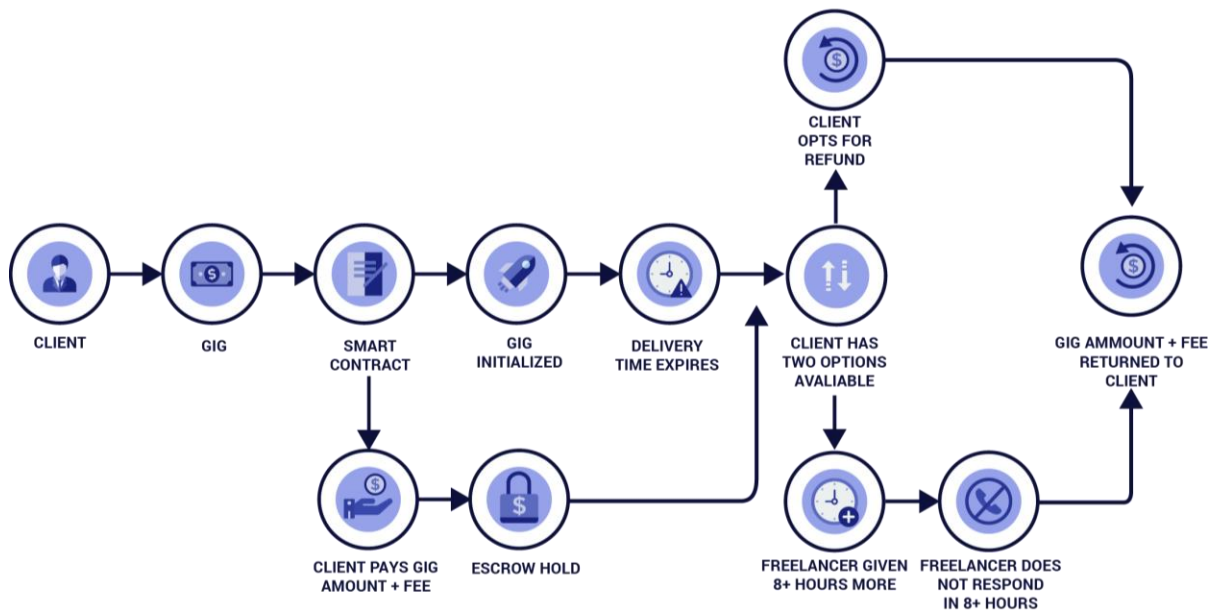 CLIENT
OPTS FOR
REFUND
CLIENT
GIG
SMART
CONTRACT
GIG
INITIALIZED
DELIVERY
TIME EXPIRES
CLIENT HAS
TWO OPTIONS
AVALIABLE
GIG AMMOUNT + FEE
RETURNED TO
CLIENT
CLIENT PAYS GIG
AMOUNT + FEE
ESCROW HOLD
FREELANCER GIVEN
8+ HOURS MORE
FREELANCER DOES
NOT RESPOND
IN 8+ HOURS